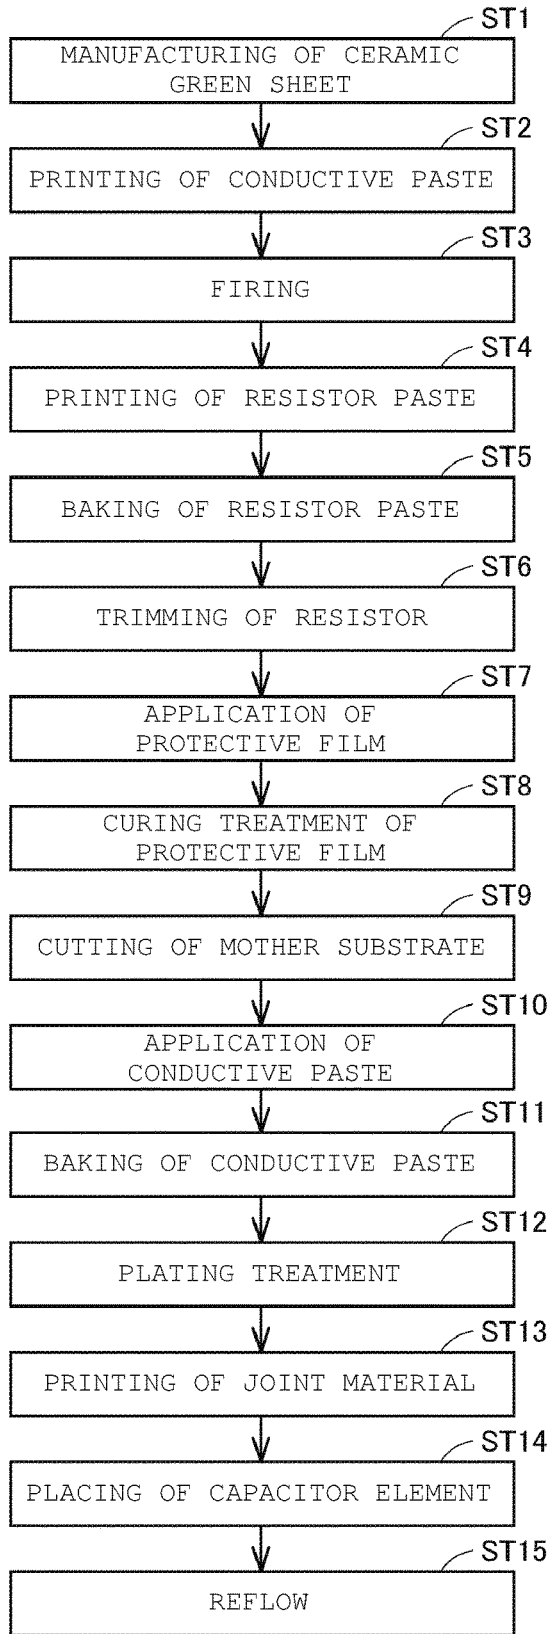 ST1
MANUFACTURING OF CERAMIC
GREEN SHEET
ST2
PRINTING OF CONDUCTIVE PASTE
ST3
FIRING
ST4
PRINTING OF RESISTOR PASTE
ST5
BAKING OF RESISTOR PASTE
ST6
TRIMMING OF RESISTOR
ST7
APPLICATION OF
PROTECTIVE FILM
ST8
CURING TREATMENT OF
PROTECTIVE FILM
ST9
CUTTING OF MOTHER SUBSTRATE
ST10
APPLICATION OF
CONDUCTIVE PASTE
ST11
BAKING OF CONDUCTIVE PASTE
ST12
PLATING TREATMENT
ST13
PRINTING OF JOINT MATERIAL
ST14
PLACING OF CAPACITOR ELEMENT
ST15
REFLOW